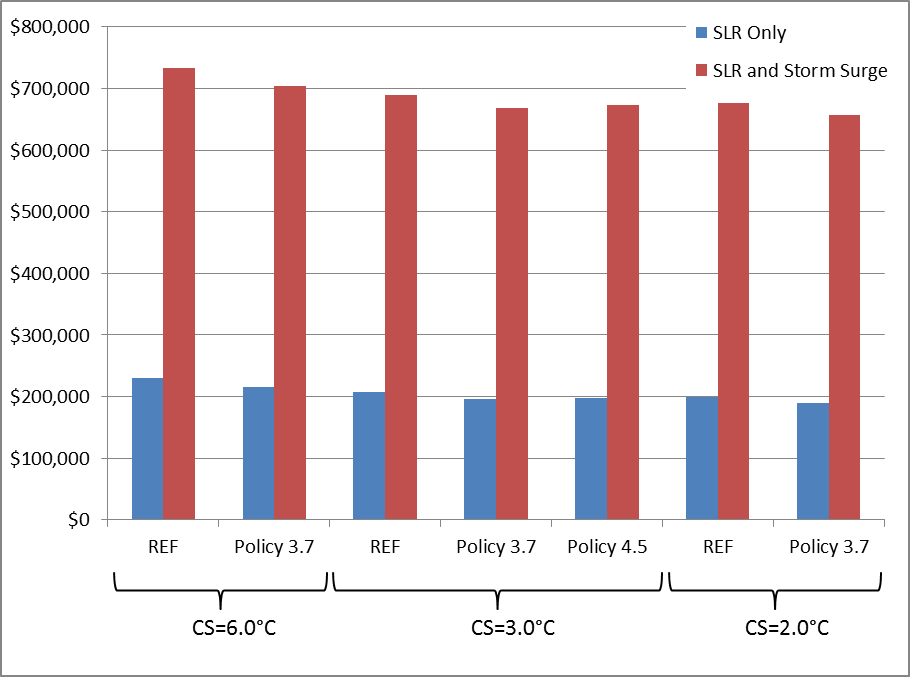 $800,000
$700,000
$600,000
$500,000
$400,000
$300,000
$200,000
$100,000
$0
SLR Only
SLR and Storm Surge
REF Policy 3.7 REF Policy 3.7 Policy 4.5 REF Policy 3.7
CS=6.0°C CS=3.0°C CS=2.0°C